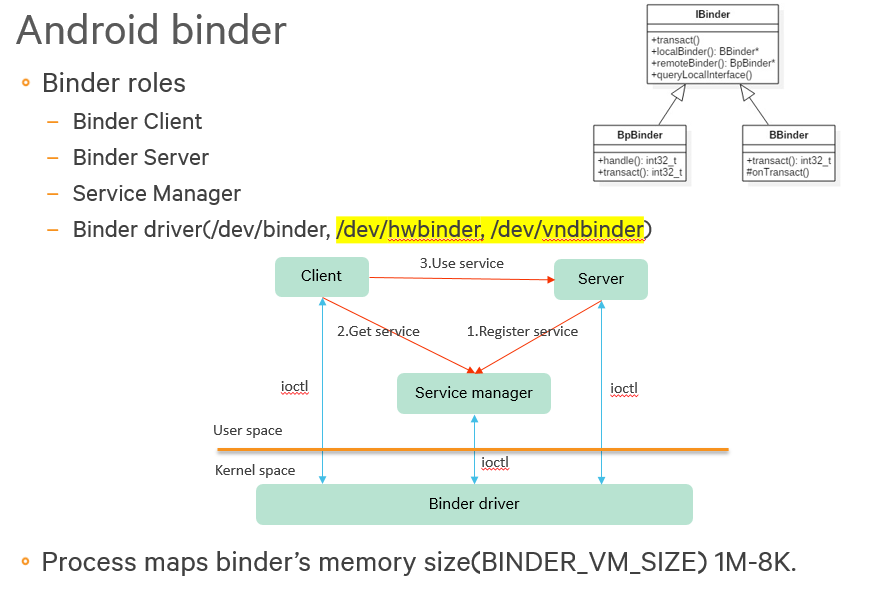 Android binder
IBinder
+transact()
+localBinder(): BBinder*
+remoteBinder(): BpBinder*
+queryLocalInterface()
BpBinder
+handle(): int32_t
+transact(): int32_t
BBinder
+transact(): int32_t
#onTransact()
Binder roles
– Binder Client
– Binder Server
– Service Manager
– Binder driver(/dev/binder, /dev/hwbinder, /dev/vndbinder)
Client
3.Use service
Server
2.Get service
1.Register service
ioctl
Service manager
ioctl
User space
Kernel space
ioctl
Binder driver
Process maps binder’s memory size(BINDER_VM_SIZE) 1M-8K.